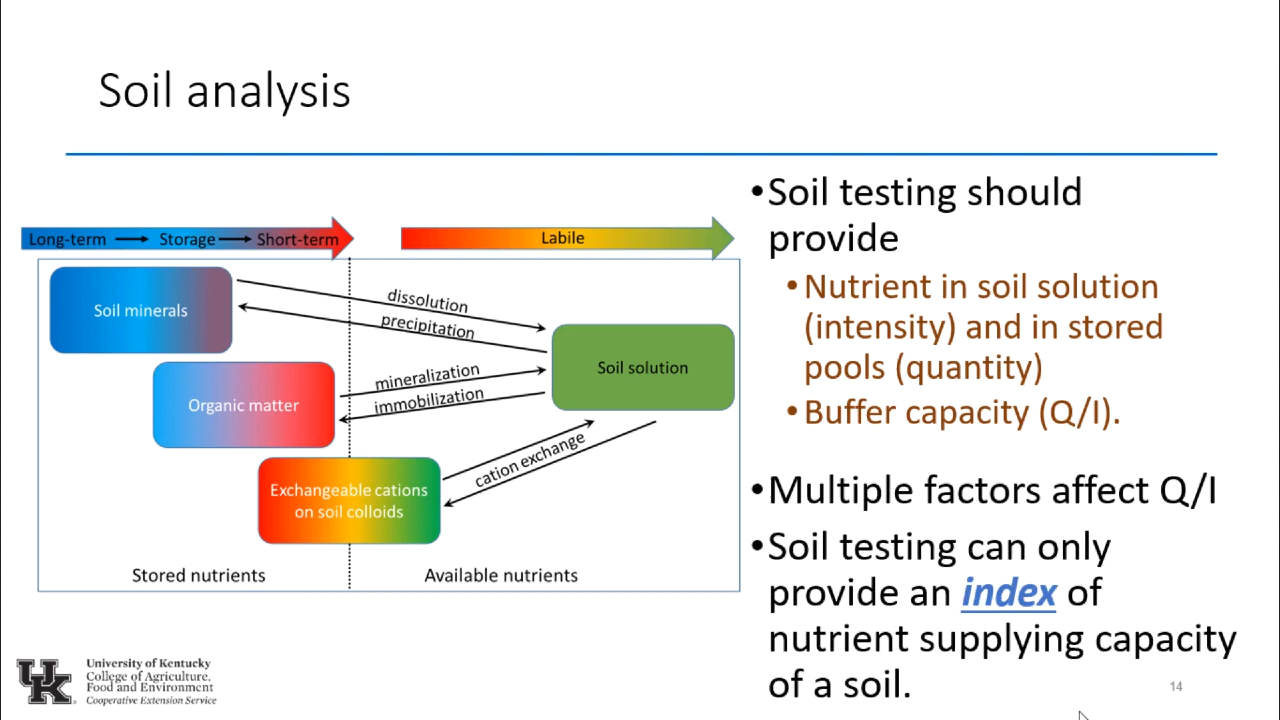 Soil analysis
Long-term Storage Short-term
Labile
Soil minerals
dissolution
precipitation
Soil solution
Organic matter
mineralization
immobilization
Exchangeable cations
on soil colloids
cation exchange
Stored nutrients
Available nutrients
•Soil testing should
provide
•Nutrient in soil solution
(intensity) and in stored
pools (quantity)
•Buffer capacity (Q/I).
•Multiple factors affect Q/I
•Soil testing can only
provide an index of
nutrient supplying capacity
of a soil.
UK
University of Kentucky
College of Agriculture,
Food and Environment
Cooperative Extension Service
14